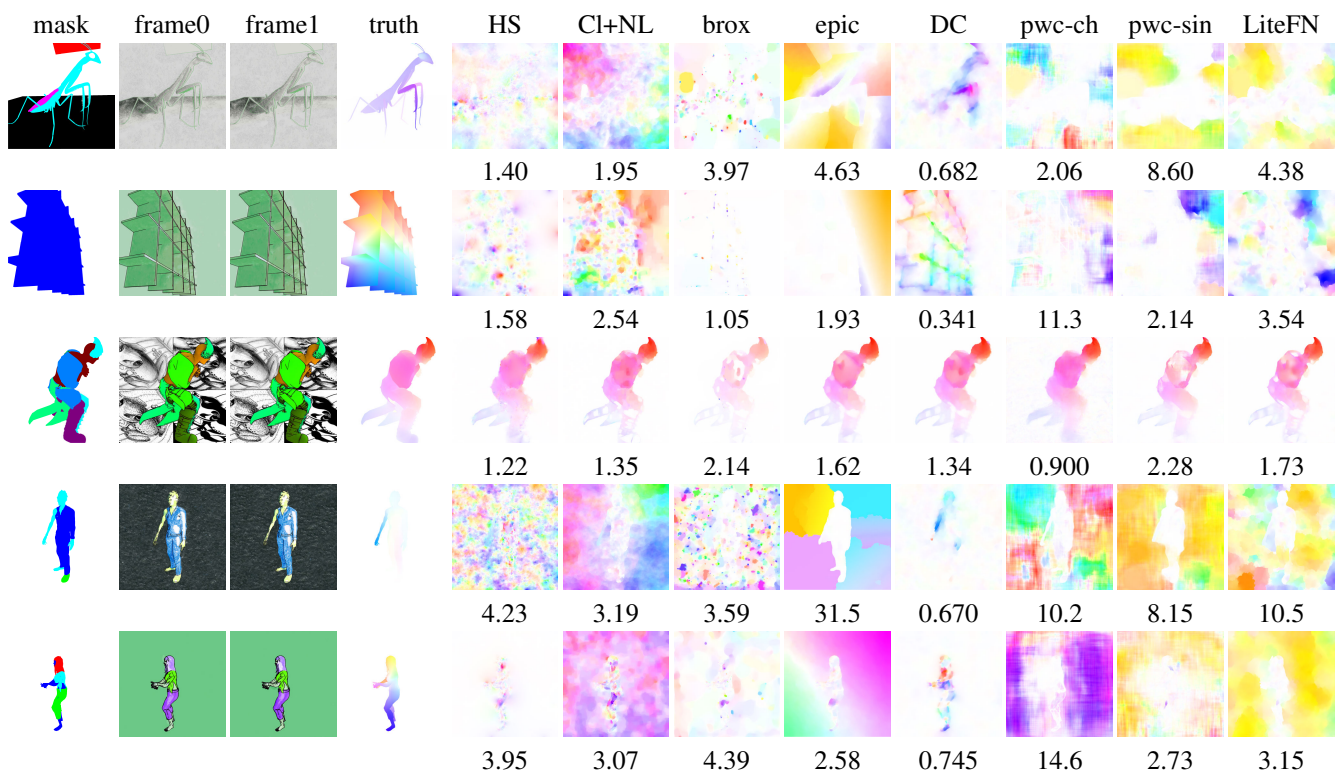 mask frame0 frame1 truth HS Cl+NL brox epic DC pwc-ch pwc-sin LiteFN
1.40 1.95 3.97 4.63 0.682 2.06 8.60 4.38
1.58 2.54 1.05 1.93 0.341 11.3 2.14 3.54
1.22 1.35 2.14 1.62 1.34 0.900 2.28 1.73
4.23 3.19 3.59 31.5 0.670 10.2 8.15 10.5
3.95 3.07 4.39 2.58 0.745 14.6 2.73 3.15